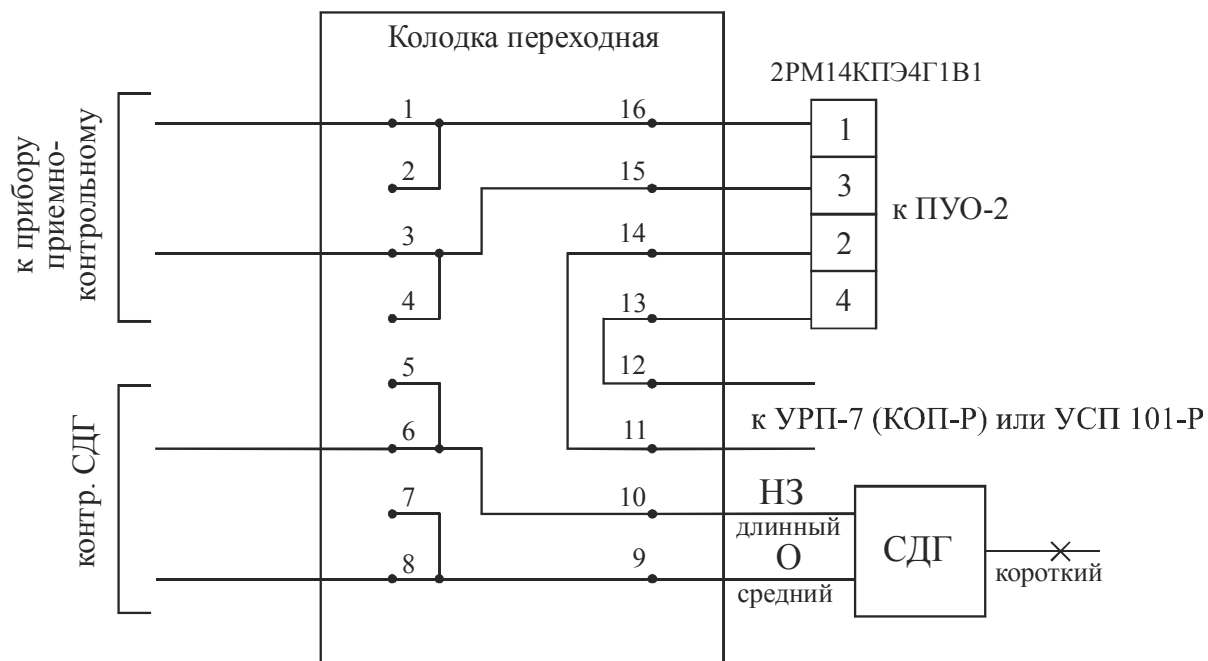 Колодка переходная
2РМ14КПЭ4Г1В1
к прибору
приемно-
контрольному
1
16
1
2
15
3
к ПУО-2
3
14
2
4
13
4
5
12
к УРП-7 (КОП-Р) или УСП 101-Р
контр. СДГ
6
11
7
10
НЗ
длинный
СДГ
короткий
8
9
О
средний